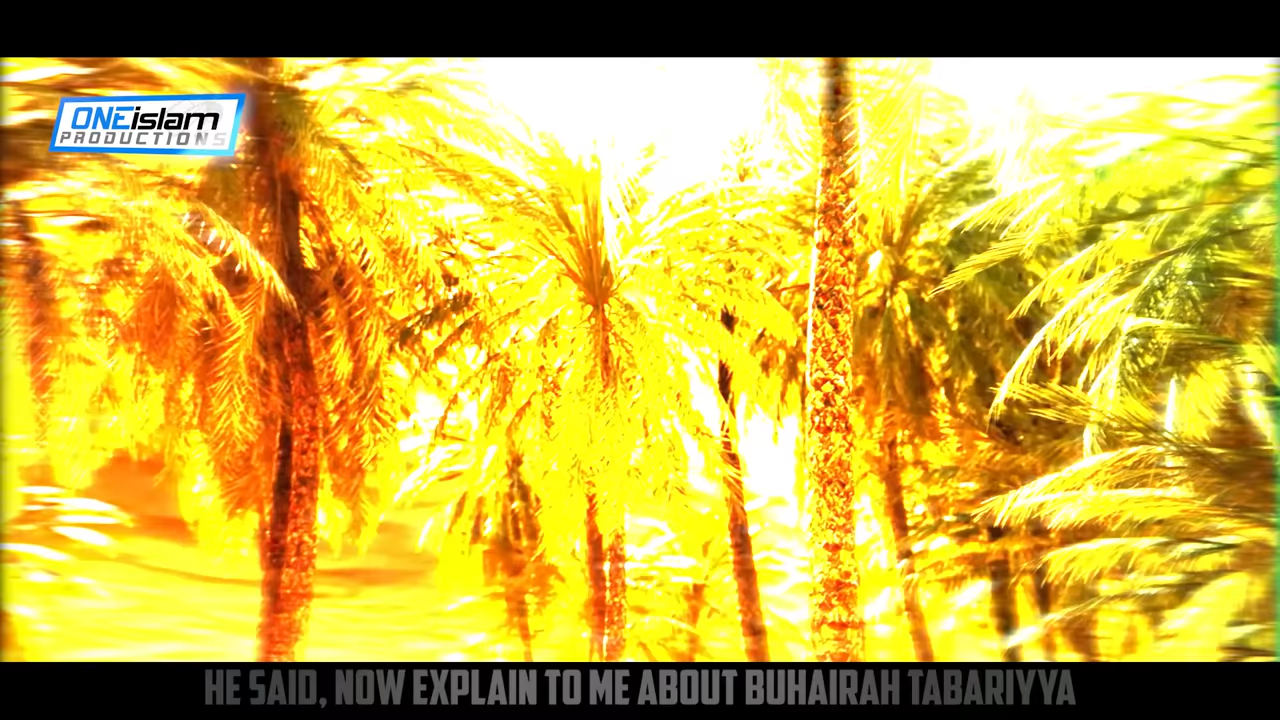 ONEislam
PRODUCTIONS
HE SAID, NOW EXPLAIN TO ME ABOUT BUHAIRAH TABARIYYA